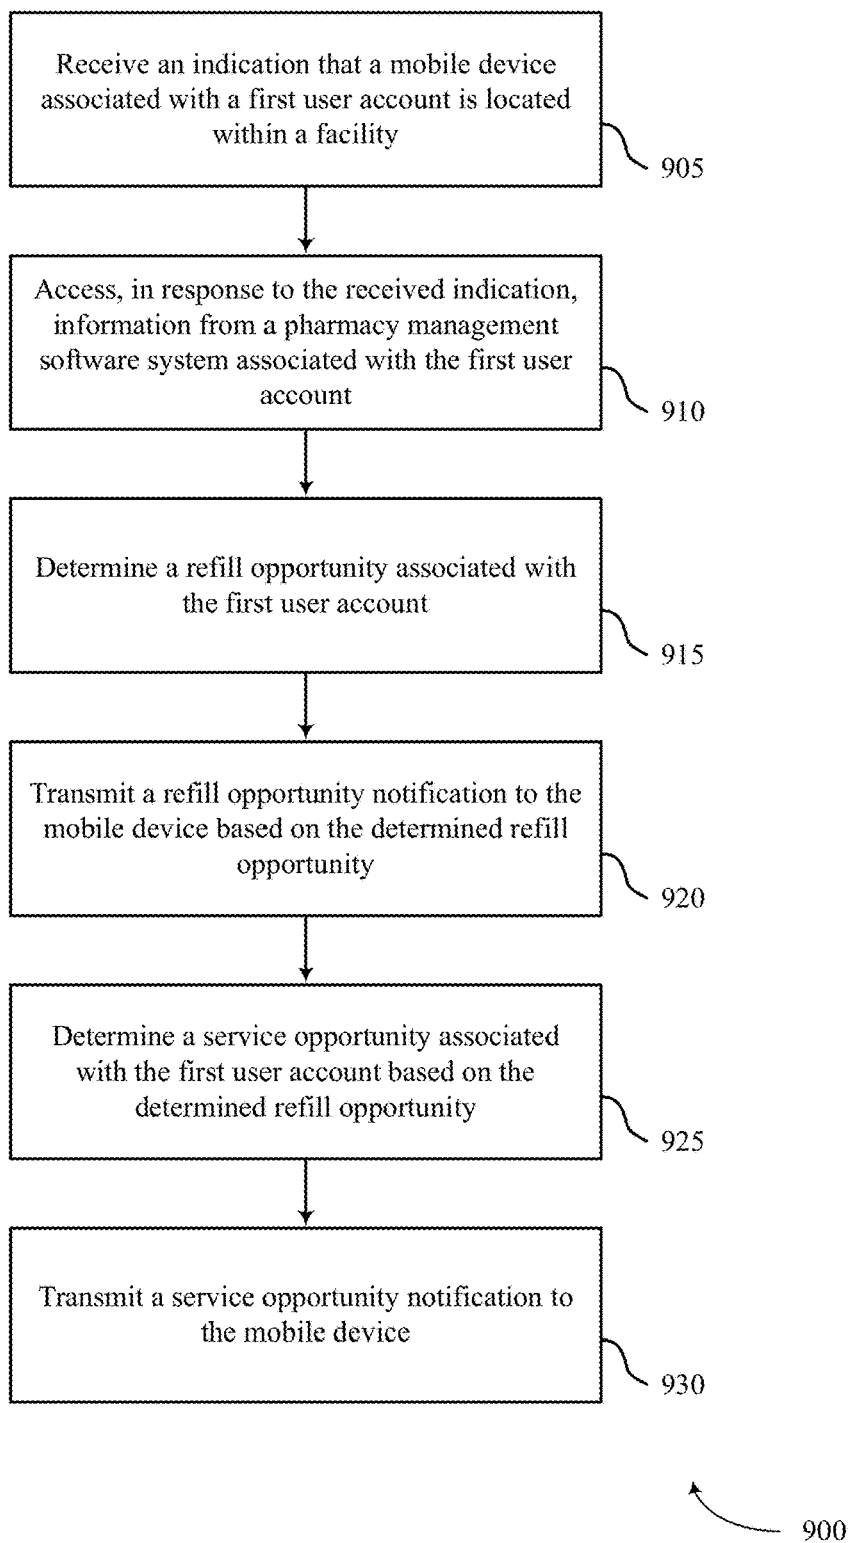 Receive an indication that a mobile device
associated with a first user account is located
within a facility
905
Access, in response to the received indication,
information from a pharmacy management
software system associated with the first user
account
910
Determine a refill opportunity associated with
the first user account
915
Transmit a refill opportunity notification to the
mobile device based on the determined refill
opportunity
920
Determine a service opportunity associated
with the first user account based on the
determined refill opportunity
925
Transmit a service opportunity notification to
the mobile device
930
900